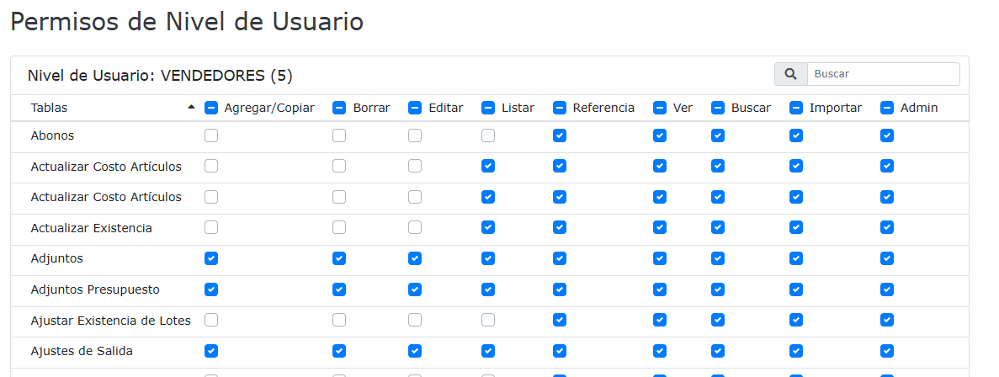 Permisos de Nivel de Usuario
Nivel de Usuario: VENDEDORES (5)
Buscar
Tablas Agregar/Copiar Borrar Editar Listar Referencia Ver Buscar Importar Admin
Abonos
Actualizar Costo Artículos
Actualizar Costo Artículos
Actualizar Existencia
Adjuntos
Adjuntos Presupuesto
Ajustar Existencia de Lotes
Ajustes de Salida